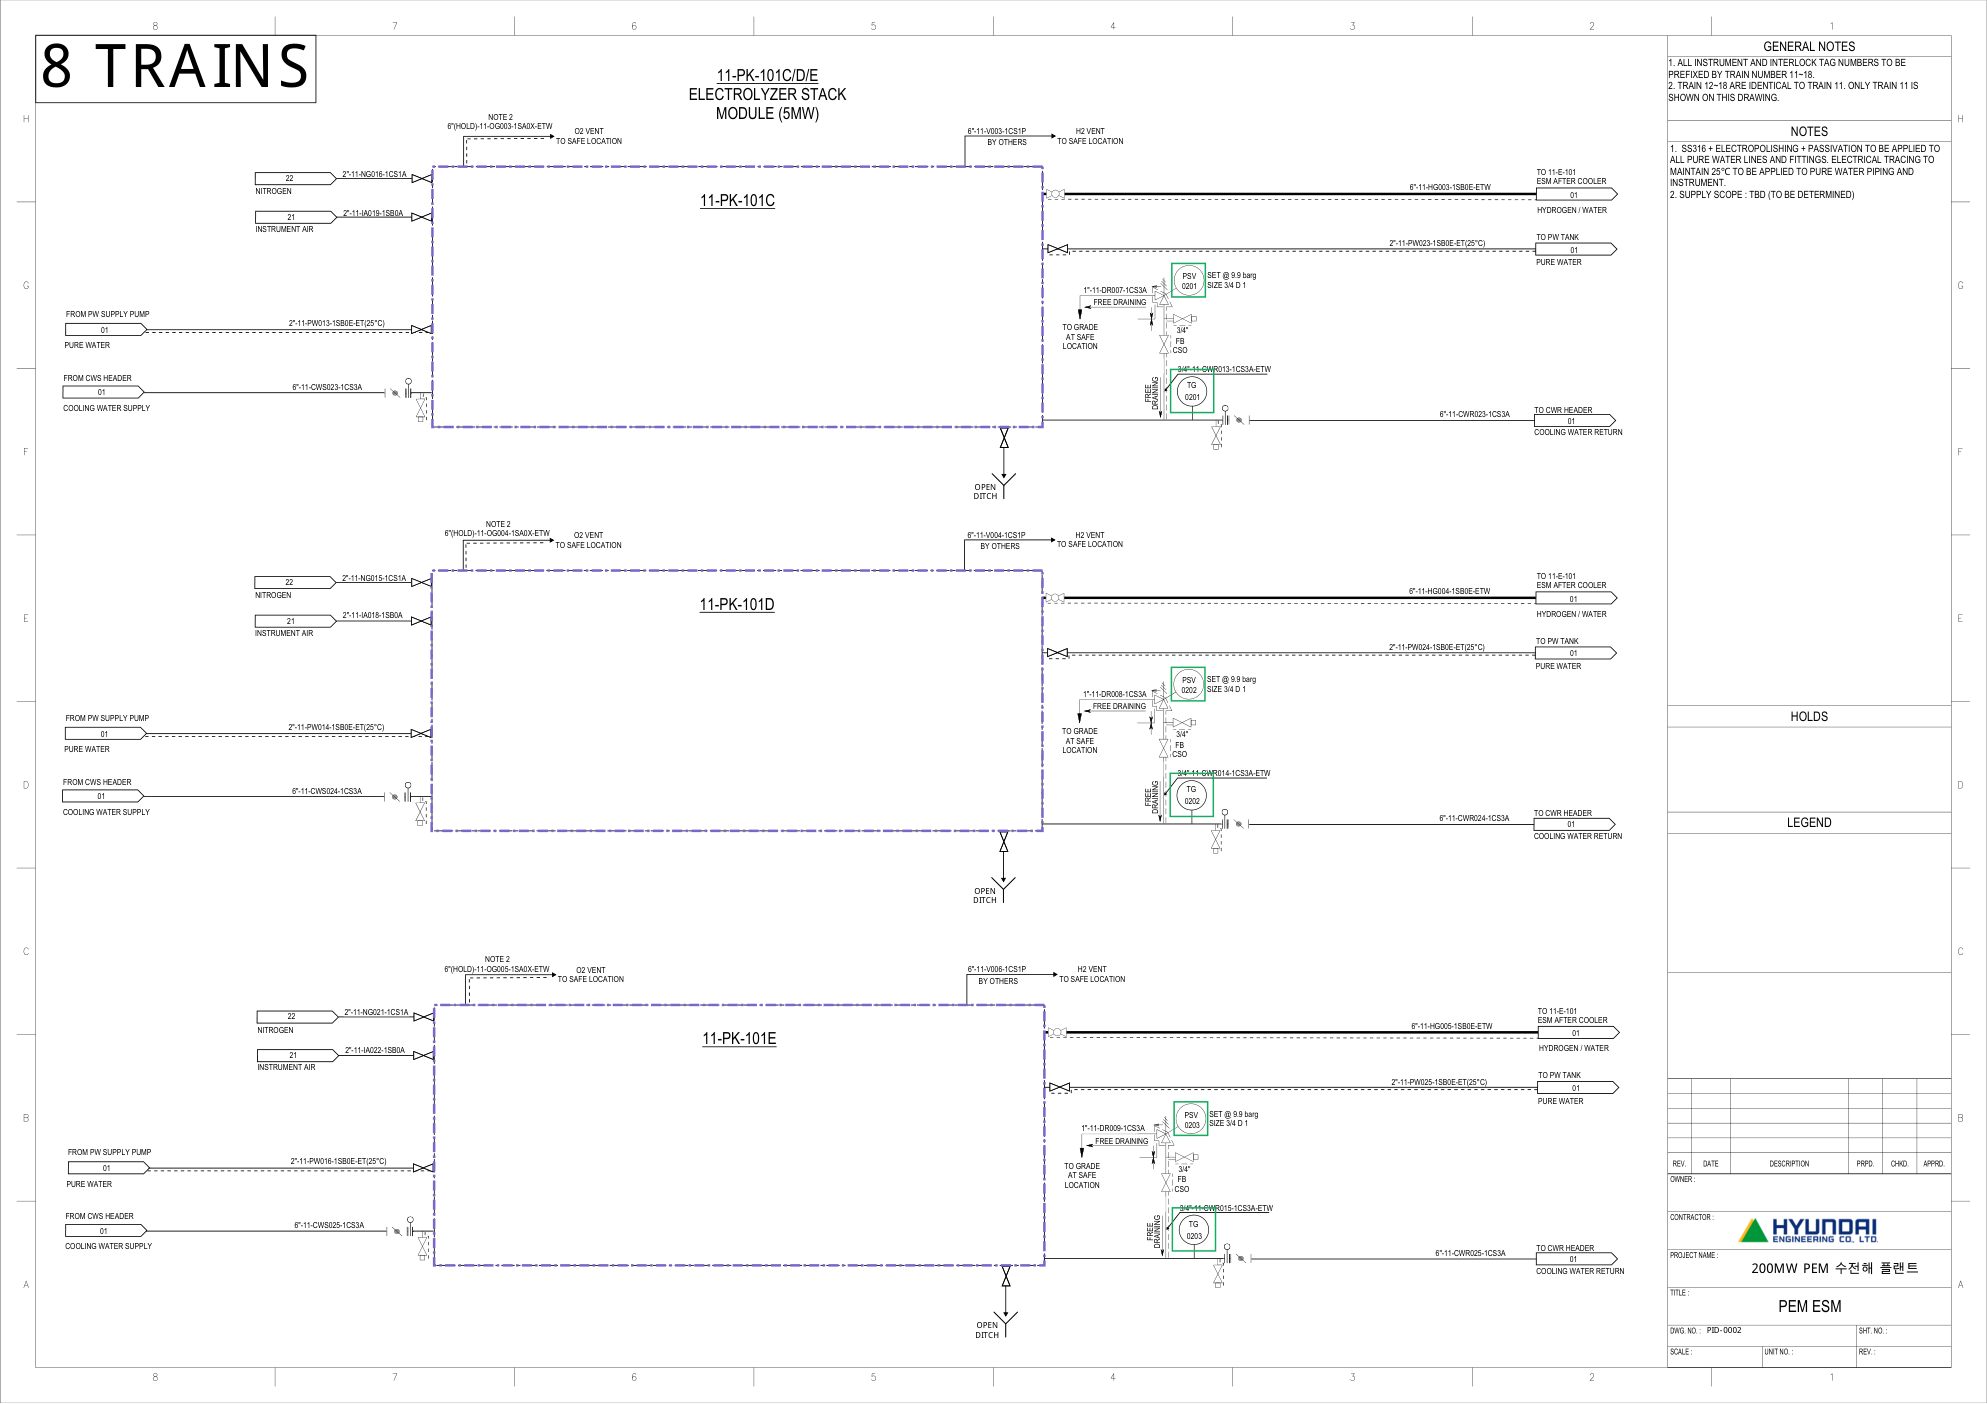 8 7 6 5 4 3 2 1
8 TRAINS
11-PK-101C/D/E
ELECTROLYZER STACK
MODULE (5MW)
H
G
F
E
D
C
B
A
NOTE 2
6"(HOLD)-11-OG003-1SA0X-ETW
O2 VENT
TO SAFE LOCATION
6"-11-V003-1CS1P
BY OTHERS
H2 VENT
TO SAFE LOCATION
22
2"-11-NG016-1CS1A
NITROGEN
21
2"-11-IA019-1SB0A
INSTRUMENT AIR
11-PK-101C
6"-11-HG003-1SB0E-ETW
TO 11-E-101
ESM AFTER COOLER
01
HYDROGEN / WATER
2"-11-PW023-1SB0E-ET(25°C)
TO PW TANK
01
PURE WATER
PSV
0201
SET @ 9.9 barg
SIZE 3/4 D 1
1"-11-DR007-1CS3A
FREE DRAINING
TO GRADE
AT SAFE
LOCATION
3/4"
FB
CSO
FROM PW SUPPLY PUMP
01
2"-11-PW013-1SB0E-ET(25°C)
PURE WATER
FROM CWS HEADER
01
6"-11-CWS023-1CS3A
COOLING WATER SUPPLY
3/4"-11-CWR013-1CS3A-ETW
FREE
DRAINING
TG
0201
6"-11-CWR023-1CS3A
TO CWR HEADER
01
COOLING WATER RETURN
OPEN
DITCH
NOTE 2
6"(HOLD)-11-OG004-1SA0X-ETW
O2 VENT
TO SAFE LOCATION
6"-11-V004-1CS1P
BY OTHERS
H2 VENT
TO SAFE LOCATION
22
2"-11-NG015-1CS1A
NITROGEN
21
2"-11-IA018-1SB0A
INSTRUMENT AIR
11-PK-101D
6"-11-HG004-1SB0E-ETW
TO 11-E-101
ESM AFTER COOLER
01
HYDROGEN / WATER
2"-11-PW024-1SB0E-ET(25°C)
TO PW TANK
01
PURE WATER
PSV
0202
SET @ 9.9 barg
SIZE 3/4 D 1
1"-11-DR008-1CS3A
FREE DRAINING
TO GRADE
AT SAFE
LOCATION
3/4"
FB
CSO
FROM PW SUPPLY PUMP
01
2"-11-PW014-1SB0E-ET(25°C)
PURE WATER
FROM CWS HEADER
01
6"-11-CWS024-1CS3A
COOLING WATER SUPPLY
3/4"-11-CWR014-1CS3A-ETW
FREE
DRAINING
TG
0202
6"-11-CWR024-1CS3A
TO CWR HEADER
01
COOLING WATER RETURN
OPEN
DITCH
NOTE 2
6"(HOLD)-11-OG005-1SA0X-ETW
O2 VENT
TO SAFE LOCATION
6"-11-V006-1CS1P
BY OTHERS
H2 VENT
TO SAFE LOCATION
22
2"-11-NG021-1CS1A
NITROGEN
21
2"-11-IA022-1SB0A
INSTRUMENT AIR
11-PK-101E
6"-11-HG005-1SB0E-ETW
TO 11-E-101
ESM AFTER COOLER
01
HYDROGEN / WATER
2"-11-PW025-1SB0E-ET(25°C)
TO PW TANK
01
PURE WATER
PSV
0203
SET @ 9.9 barg
SIZE 3/4 D 1
1"-11-DR009-1CS3A
FREE DRAINING
TO GRADE
AT SAFE
LOCATION
3/4"
FB
CSO
FROM PW SUPPLY PUMP
01
2"-11-PW016-1SB0E-ET(25°C)
PURE WATER
FROM CWS HEADER
01
6"-11-CWS025-1CS3A
COOLING WATER SUPPLY
3/4"-11-CWR015-1CS3A-ETW
FREE
DRAINING
TG
0203
6"-11-CWR025-1CS3A
TO CWR HEADER
01
COOLING WATER RETURN
OPEN
DITCH
GENERAL NOTES
1. ALL INSTRUMENT AND INTERLOCK TAG NUMBERS TO BE
PREFIXED BY TRAIN NUMBER 11~18.
2. TRAIN 12~18 ARE IDENTICAL TO TRAIN 11. ONLY TRAIN 11 IS
SHOWN ON THIS DRAWING.
NOTES
1. SS316 + ELECTROPOLISHING + PASSIVATION TO BE APPLIED TO
ALL PURE WATER LINES AND FITTINGS. ELECTRICAL TRACING TO
MAINTAIN 25℃ TO BE APPLIED TO PURE WATER PIPING AND
INSTRUMENT.
2. SUPPLY SCOPE : TBD (TO BE DETERMINED)
HOLDS
LEGEND
REV. DATE DESCRIPTION PRPD. CHKD. APPRD.
OWNER :
CONTRACTOR :
HYUNDAI
ENGINEERING CO. LTD.
PROJECT NAME :
200MW PEM 수전해 플랜트
TITLE :
PEM ESM
DWG. NO. : PID-0002
SHT. NO. :
SCALE :
UNIT NO. :
REV. :
H
G
F
E
D
C
B
A
8 7 6 5 4 3 2 1